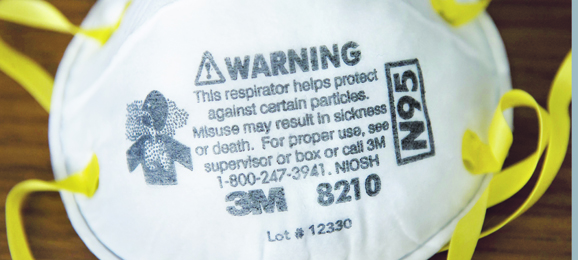 WARNING
This respirator helps protect
against certain particles.
Misuse may result in sickness
or death. For proper use, see
supervisor or box or call 3M
1-800-247-3941. NIOSH
3M 8210
Lot # 12330
N95